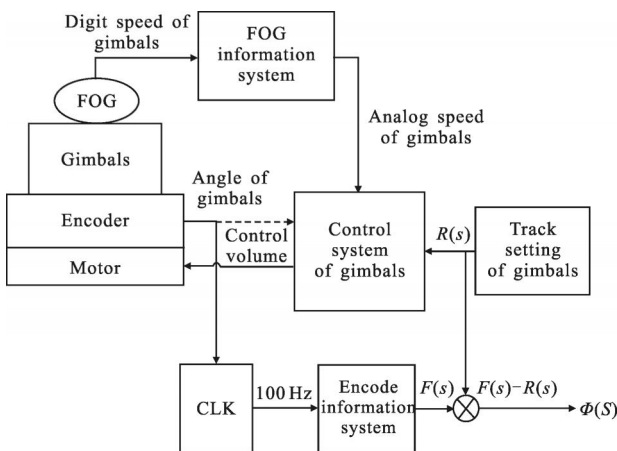 Digit speed of
gimbals
FOG
information
system
FOG
Analog speed
of gimbals
Gimbals
Angle of
gimbals
Encoder
Control
volume
Motor
Control
system
of gimbals
R(s)
Track
setting
of gimbals
CLK
100 Hz
Encode
information
system
F(s)
F(s)−R(s)
Φ(S)